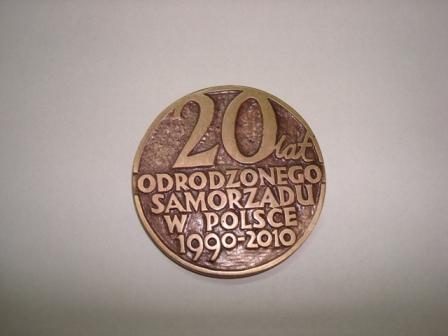 20 lat
ODRODZONEGO
SAMORZĄDU
W POLSCE
1990-2010